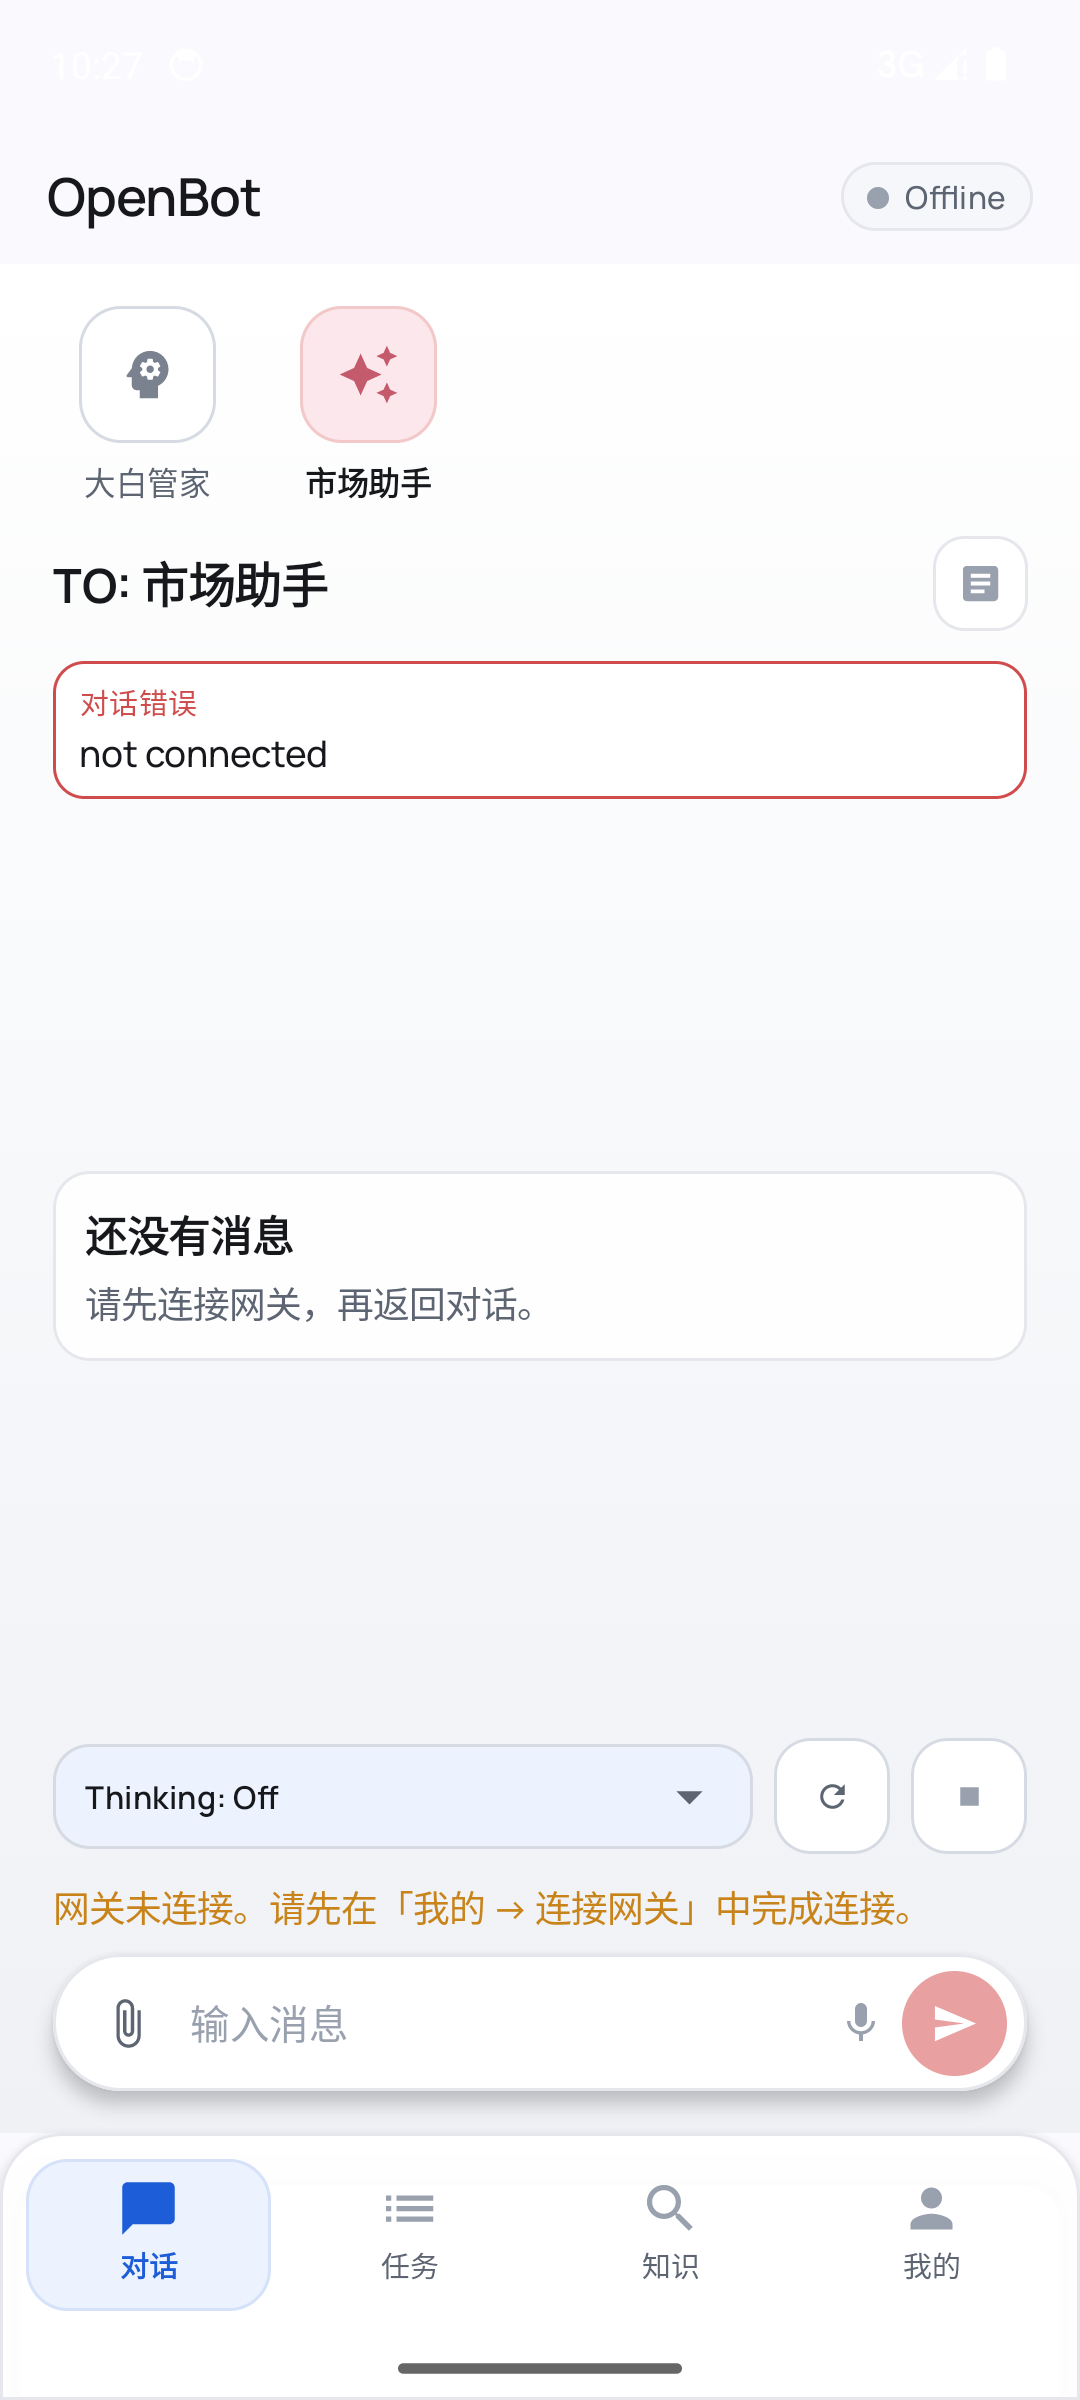 10:27
3G
OpenBot
Offline
大白管家
市场助手
TO: 市场助手
对话错误
not connected
还没有消息
请先连接网关，再返回对话。
Thinking: Off
网关未连接。请先在「我的 → 连接网关」中完成连接。
输入消息
对话
任务
知识
我的